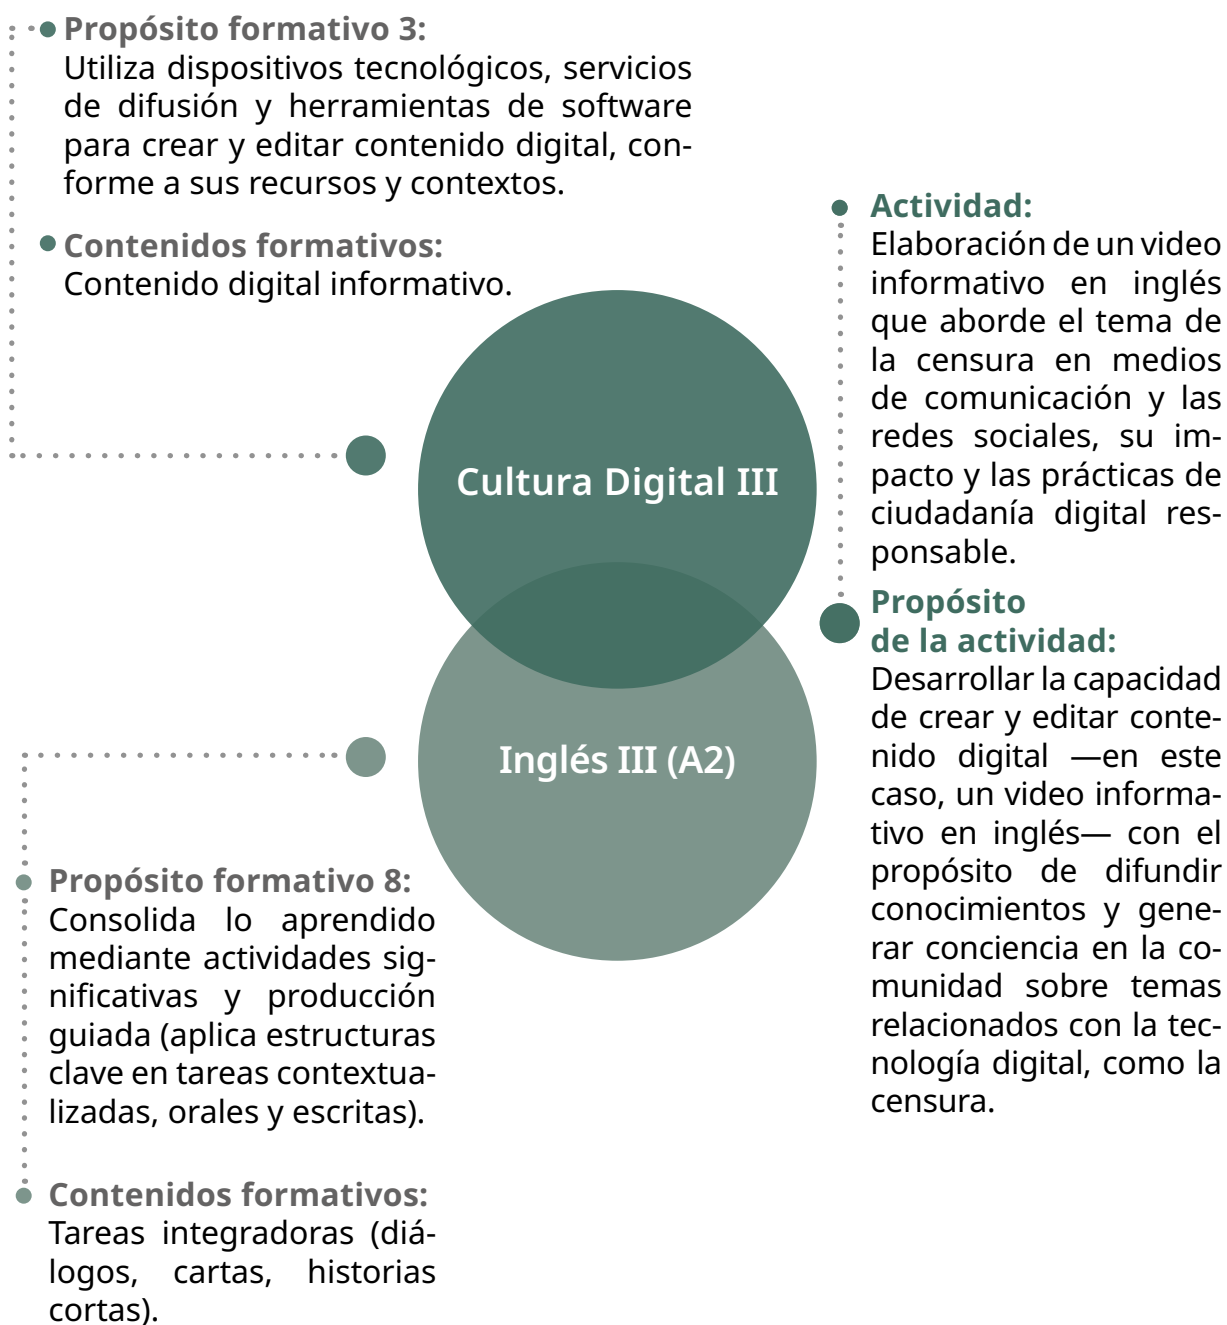 Propósito formativo 3:
Utiliza dispositivos tecnológicos, servicios
de difusión y herramientas de software
para crear y editar contenido digital, con-
forme a sus recursos y contextos.
Contenidos formativos:
Contenido digital informativo.
Cultura Digital III
Inglés III (A2)
Propósito formativo 8:
Consolida lo aprendido
mediante actividades sig-
nificativas y producción
guiada (aplica estructuras
clave en tareas contextua-
lizadas, orales y escritas).
Contenidos formativos:
Tareas integradoras (diá-
logos, cartas, historias
cortas).
Actividad:
Elaboración de un video
informativo en inglés
que aborde el tema de
la censura en medios
de comunicación y las
redes sociales, su im-
pacto y las prácticas de
ciudadanía digital res-
ponsable.
Propósito
de la actividad:
Desarrollar la capacidad
de crear y editar conte-
nido digital —en este
caso, un video informa-
tivo en inglés— con el
propósito de difundir
conocimientos y gene-
rar conciencia en la co-
munidad sobre temas
relacionados con la tec-
nología digital, como la
censura.